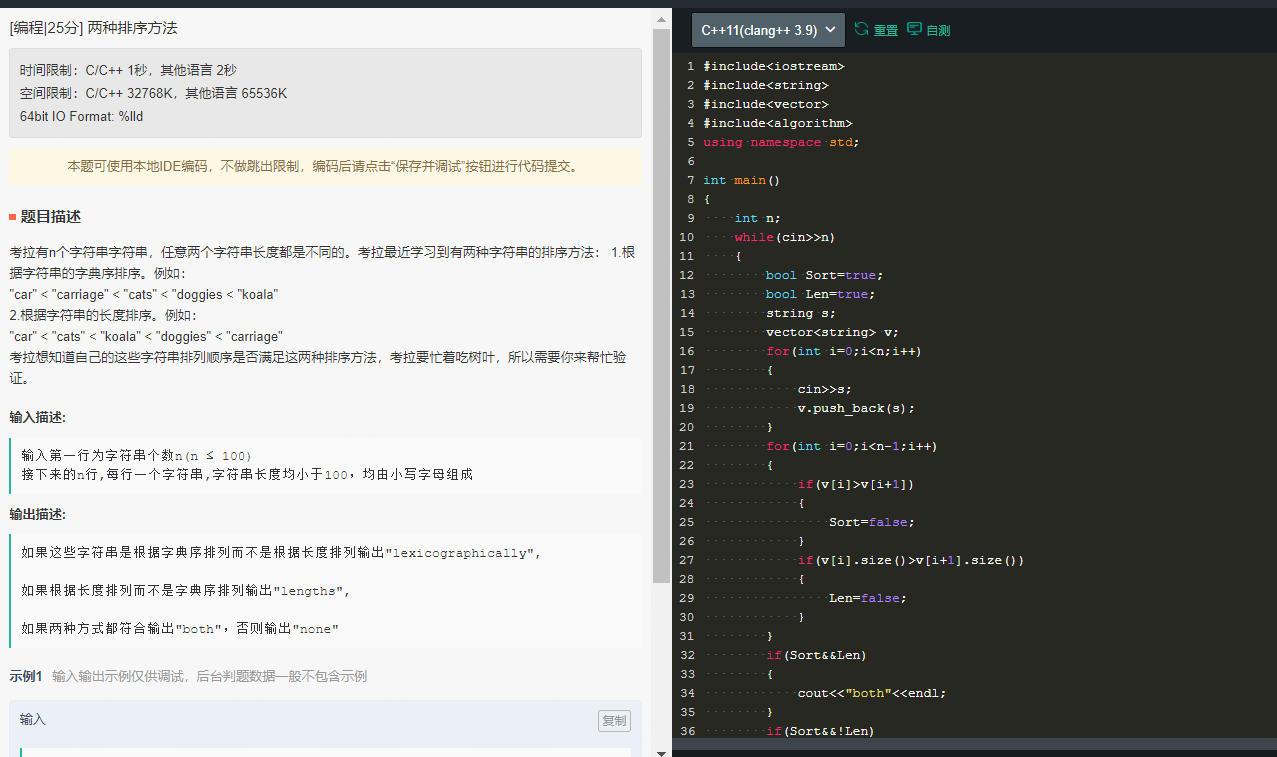 [编程|25分] 两种排序方法
时间限制：C/C++ 1秒，其他语言 2秒
空间限制：C/C++ 32768K，其他语言 65536K
64bit IO Format: %lld
本题可使用本地IDE编码，不做跳出限制，编码后请点击“保存并调试”按钮进行代码提交。
题目描述
考拉有n个字符串字符串，任意两个字符串长度都是不同的。考拉最近学习到有两种字符串的排序方法： 1.根
据字符串的字典序排序。例如：
"car" < "carriage" < "cats" < "doggies < "koala"
2.根据字符串的长度排序。例如：
"car" < "cats" < "koala" < "doggies" < "carriage"
考拉想知道自己的这些字符串排列顺序是否满足这两种排序方法，考拉要忙着吃树叶，所以需要你来帮忙验
证。
输入描述:
输入第一行为字符串个数n(n ≤ 100)
接下来的n行,每行一个字符串,字符串长度均小于100，均由小写字母组成
输出描述:
如果这些字符串是根据字典序排列而不是根据长度排列输出"lexicographically",
如果根据长度排列而不是字典序排列输出"lengths",
如果两种方式都符合输出"both"，否则输出"none"
示例1 输入输出示例仅供调试，后台判题数据一般不包含示例
输入
复制
C++11(clang++ 3.9)
重置
自测
1 #include<iostream>
2 #include<string>
3 #include<vector>
4 #include<algorithm>
5 using namespace std;
6
7 int main()
8 {
9     int n;
10     while(cin>>n)
11     {
12         bool Sort=true;
13         bool Len=true;
14         string s;
15         vector<string> v;
16         for(int i=0;i<n;i++)
17         {
18             cin>>s;
19             v.push_back(s);
20         }
21         for(int i=0;i<n-1;i++)
22         {
23             if(v[i]>v[i+1])
24             {
25                 Sort=false;
26             }
27             if(v[i].size()>v[i+1].size())
28             {
29                 Len=false;
30             }
31         }
32         if(Sort&&Len)
33         {
34             cout<<"both"<<endl;
35         }
36         if(Sort&&!Len)